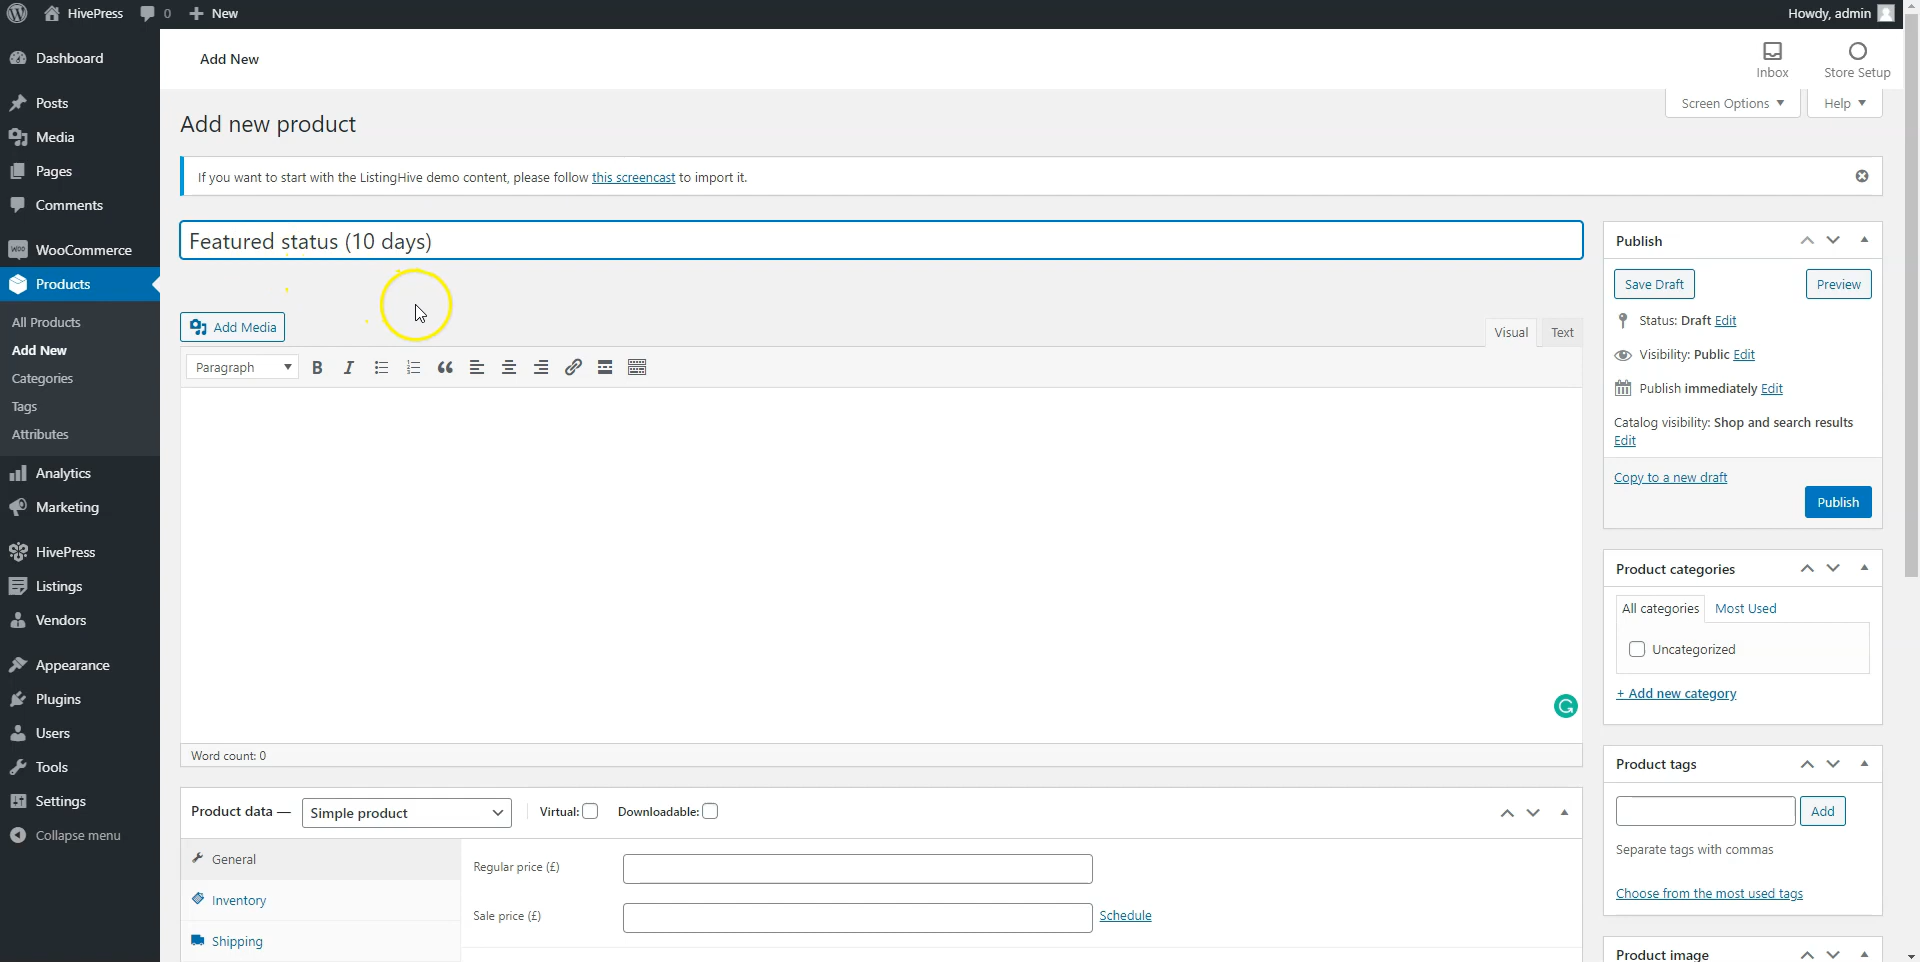 HivePress
0
New
Howdy, admin
Dashboard
Posts
Media
Pages
Comments
WooCommerce
Products
All Products
Add New
Categories
Tags
Attributes
Analytics
Marketing
HivePress
Listings
Vendors
Appearance
Plugins
Users
Tools
Settings
Collapse menu
Add New
Inbox
Store Setup
Screen Options
Help
Add new product
If you want to start with the ListingHive demo content, please follow this screencast to import it.
Featured status (10 days)
Add Media
Visual
Text
Paragraph
Word count: 0
Product data —
Simple product
Virtual:
Downloadable:
General
Inventory
Shipping
Regular price (£)
Sale price (£)
Schedule
Publish
Save Draft
Preview
Status: Draft Edit
Visibility: Public Edit
Publish immediately Edit
Catalog visibility: Shop and search results
Edit
Copy to a new draft
Publish
Product categories
All categories
Most Used
Uncategorized
+ Add new category
Product tags
Add
Separate tags with commas
Choose from the most used tags
Product image